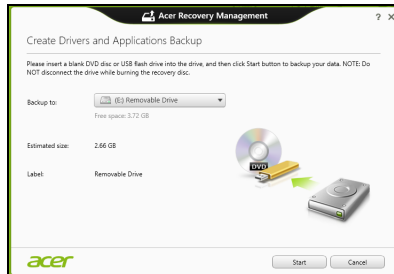 Acer Recovery Management
? ×
Create Drivers and Applications Backup
Please insert a blank DVD disc or USB flash drive into the drive, and then click Start button to backup your data. NOTE: Do
NOT disconnect the drive while burning the recovery disc.
Backup to:
(E:) Removable Drive
Free space: 3.72 GB
Estimated size:
2.66 GB
DVD
Label:
Removable Drive
acer
Start
Cancel